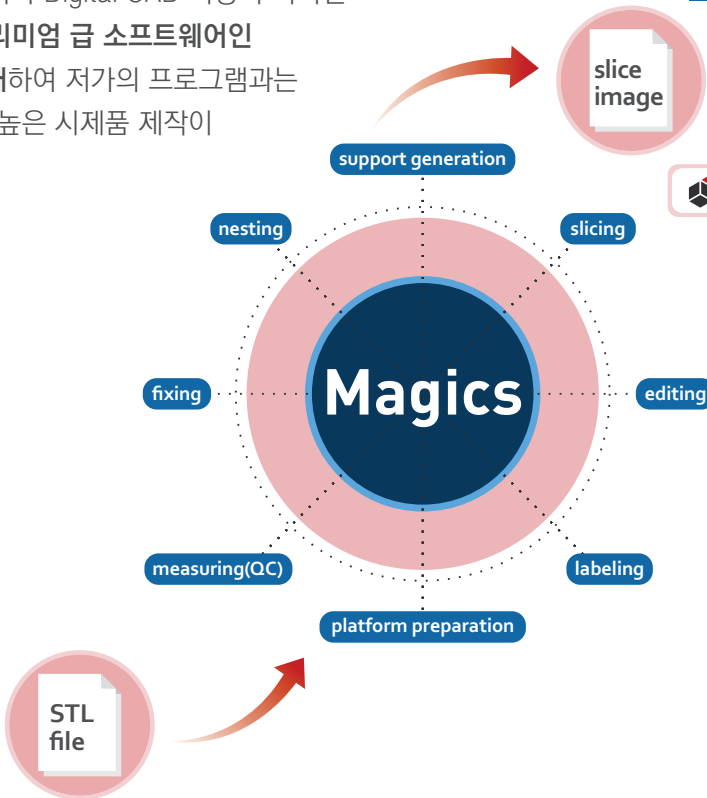 Digital CAD
리미엄 급 소프트웨어인
하여 저가의 프로그램과는
높은 시제품 제작이
slice
image
support generation
nesting
slicing
fixing
Magics
editing
measuring(QC)
labeling
platform preparation
STL
file